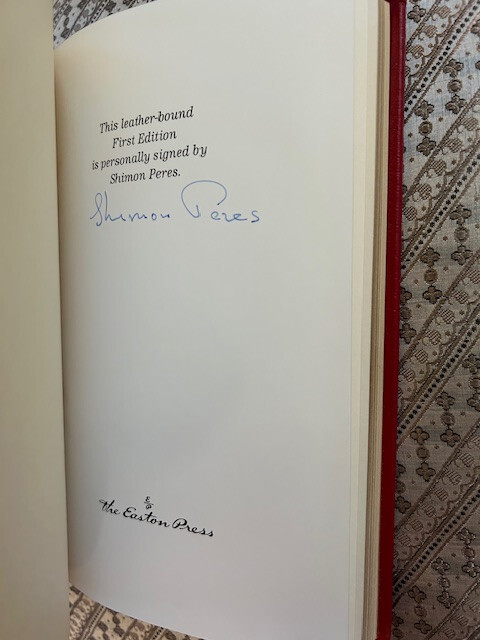 This leather-bound
First Edition
is personally signed by
Shimon Peres.
Shimon Peres
E/P
The Easton Press